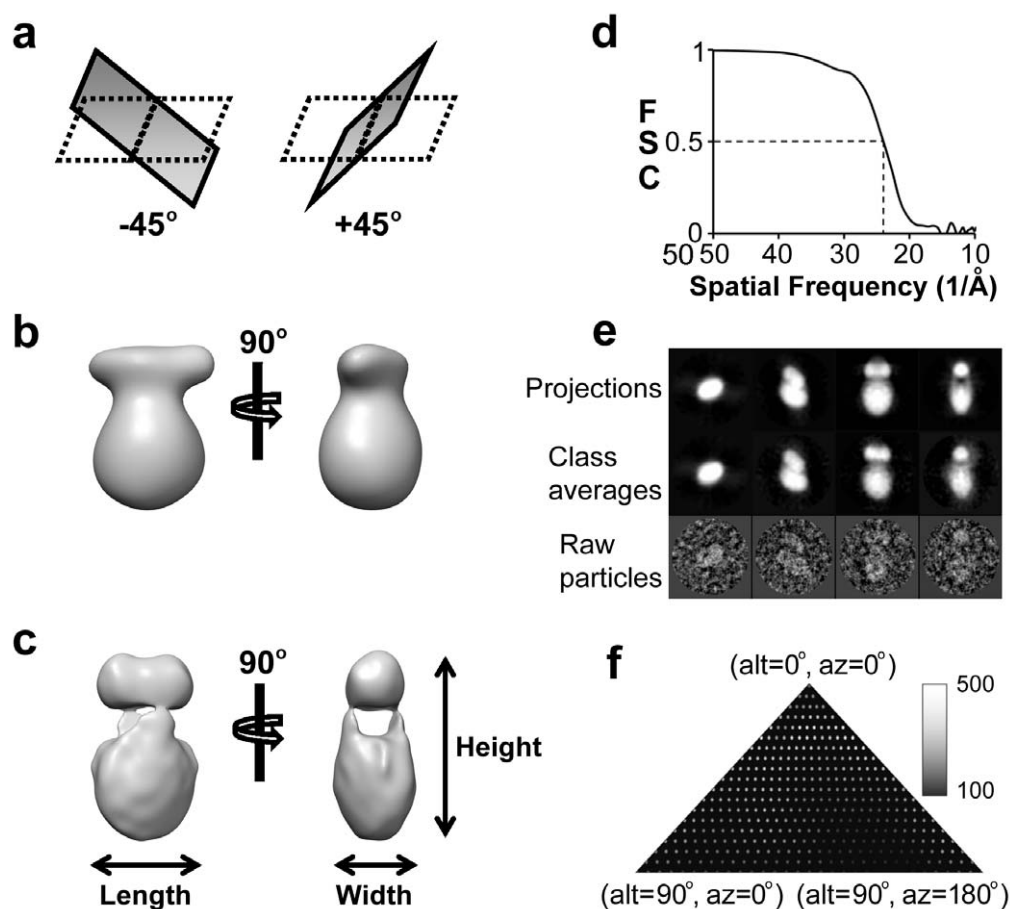 a
-45°
+45°
b
90°
c
90°
Height
Length
Width
d
F
S
C
1
0.5
0
50 50 40 30 20 10
Spatial Frequency (1/Å)
e
Projections
Class
averages
Raw
particles
f
(alt=0°, az=0°)
500
100
(alt=90°, az=0°) (alt=90°, az=180°)